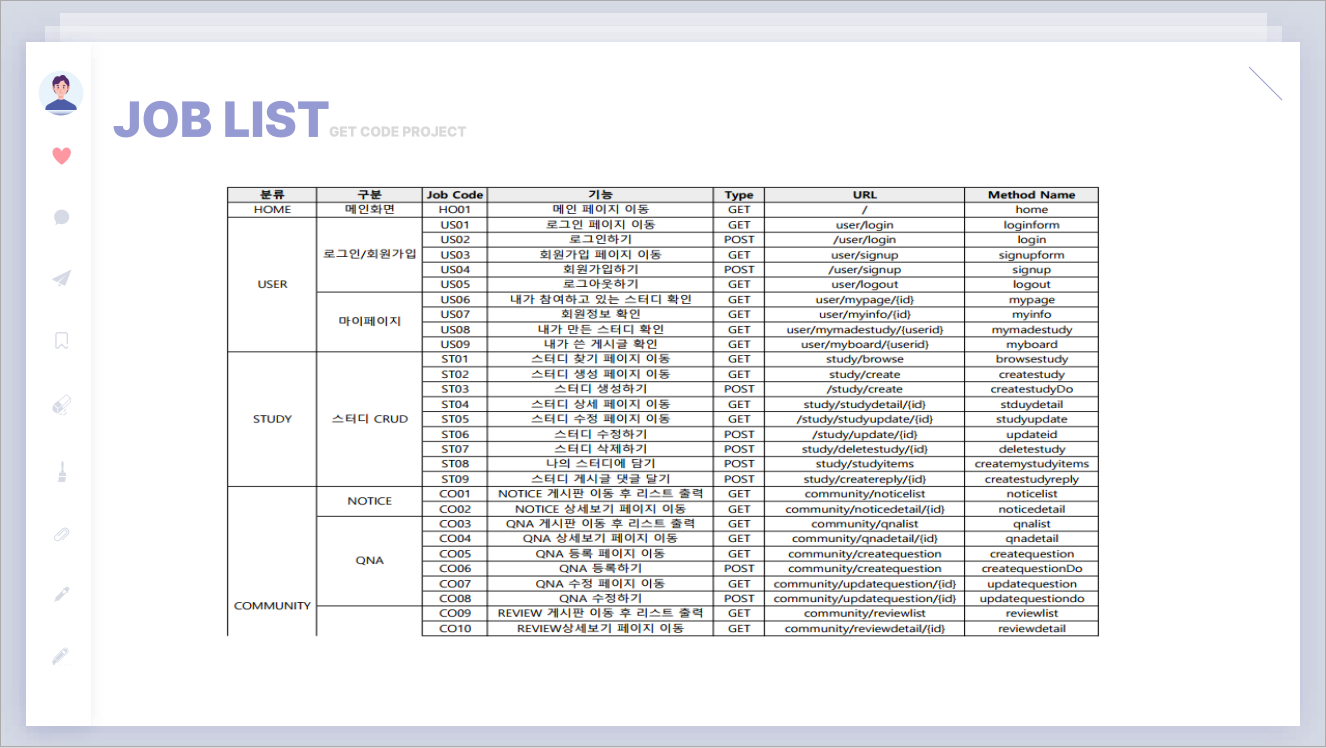 JOB LIST GET CODE PROJECT
분류 구분 Job Code 기능 Type URL Method Name
HOME 메인화면 HO01 메인 페이지 이동 GET / home
US01 로그인 페이지 이동 GET user/login loginform
US02 로그인하기 POST /user/login login
로그인/회원가입 US03 회원가입 페이지 이동 GET user/signup signupform
US04 회원가입하기 POST /user/signup signup
USER US05 로그아웃하기 GET user/logout logout
US06 내가 참여하고 있는 스터디 확인 GET user/mypage/{id} mypage
마이페이지 US07 회원정보 확인 GET user/myinfo/{id} myinfo
US08 내가 만든 스터디 확인 GET user/mymadestudy/{userid} mymadestudy
US09 내가 쓴 게시글 확인 GET user/myboard/{userid} myboard
ST01 스터디 찾기 페이지 이동 GET study/browse browsestudy
ST02 스터디 생성 페이지 이동 GET study/create createstudy
ST03 스터디 생성하기 POST /study/create createstudyDo
ST04 스터디 상세 페이지 이동 GET study/studydetail/{id} stduydetail
STUDY 스터디 CRUD ST05 스터디 수정 페이지 이동 GET /study/studyupdate/{id} studyupdate
ST06 스터디 수정하기 POST /study/update/{id} updateid
ST07 스터디 삭제하기 POST study/deletestudy/{id} deletestudy
ST08 나의 스터디에 담기 POST study/studyitems createmystudyitems
ST09 스터디 게시글 댓글 달기 POST study/createreply/{id} createstudyreply
NOTICE CO01 NOTICE 게시판 이동 후 리스트 출력 GET community/noticelist noticelist
CO02 NOTICE 상세보기 페이지 이동 GET community/noticedetail/{id} noticedetail
CO03 QNA 게시판 이동 후 리스트 출력 GET community/qnalist qnalist
CO04 QNA 상세보기 페이지 이동 GET community/qnadetail/{id} qnadetail
QNA CO05 QNA 등록 페이지 이동 GET community/createquestion createquestion
CO06 QNA 등록하기 POST community/createquestion createquestionDo
CO07 QNA 수정 페이지 이동 GET community/updatequestion/{id} updatequestion
CO08 QNA 수정하기 POST community/updatequestion/{id} updatequestiondo
COMMUNITY CO09 REVIEW 게시판 이동 후 리스트 출력 GET community/reviewlist reviewlist
CO10 REVIEW상세보기 페이지 이동 GET community/reviewdetail/{id} reviewdetail